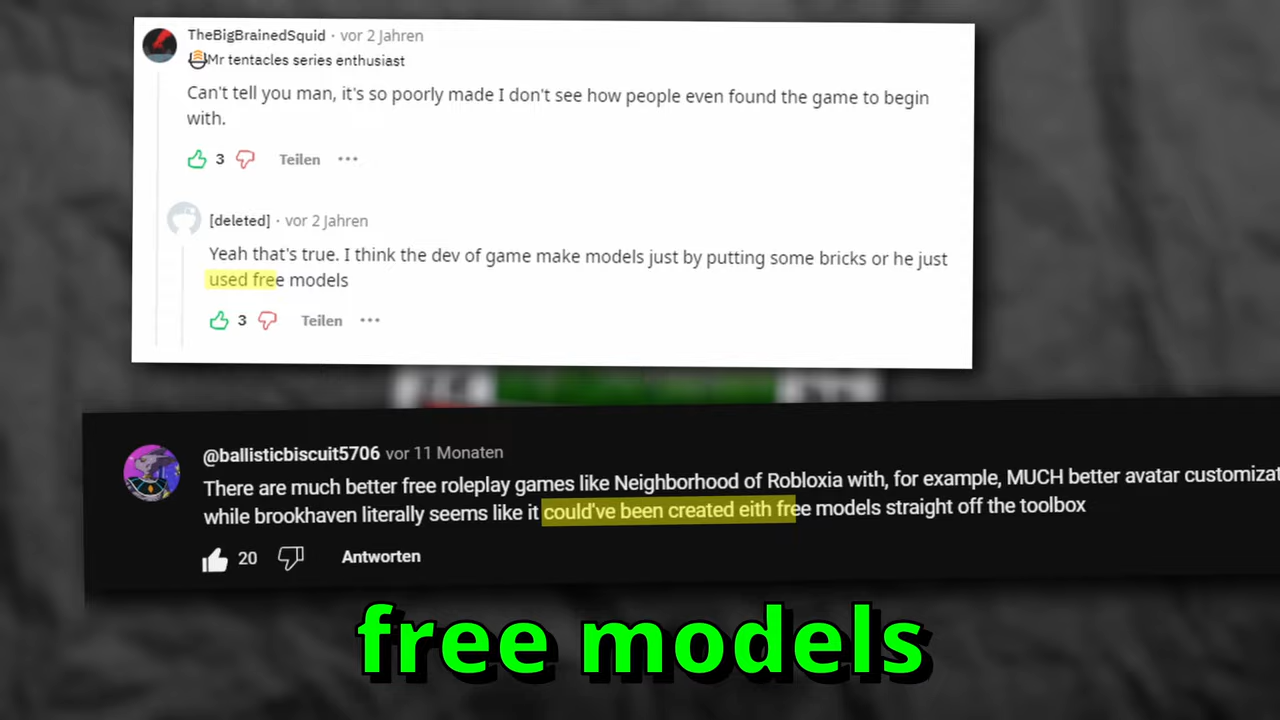 TheBigBrainedSquid · vor 2 Jahren
Mr tentacles series enthusiast
Can't tell you man, it's so poorly made I don't see how people even found the game to begin
with.
3 Teilen ···
[deleted] · vor 2 Jahren
Yeah that's true. I think the dev of game make models just by putting some bricks or he just
used free models
3 Teilen ···
@ballisticbiscuit5706 vor 11 Monaten
There are much better free roleplay games like Neighborhood of Robloxia with, for example, MUCH better avatar customizat
while brookhaven literally seems like it could've been created eith free models straight off the toolbox
20 Antworten
free models